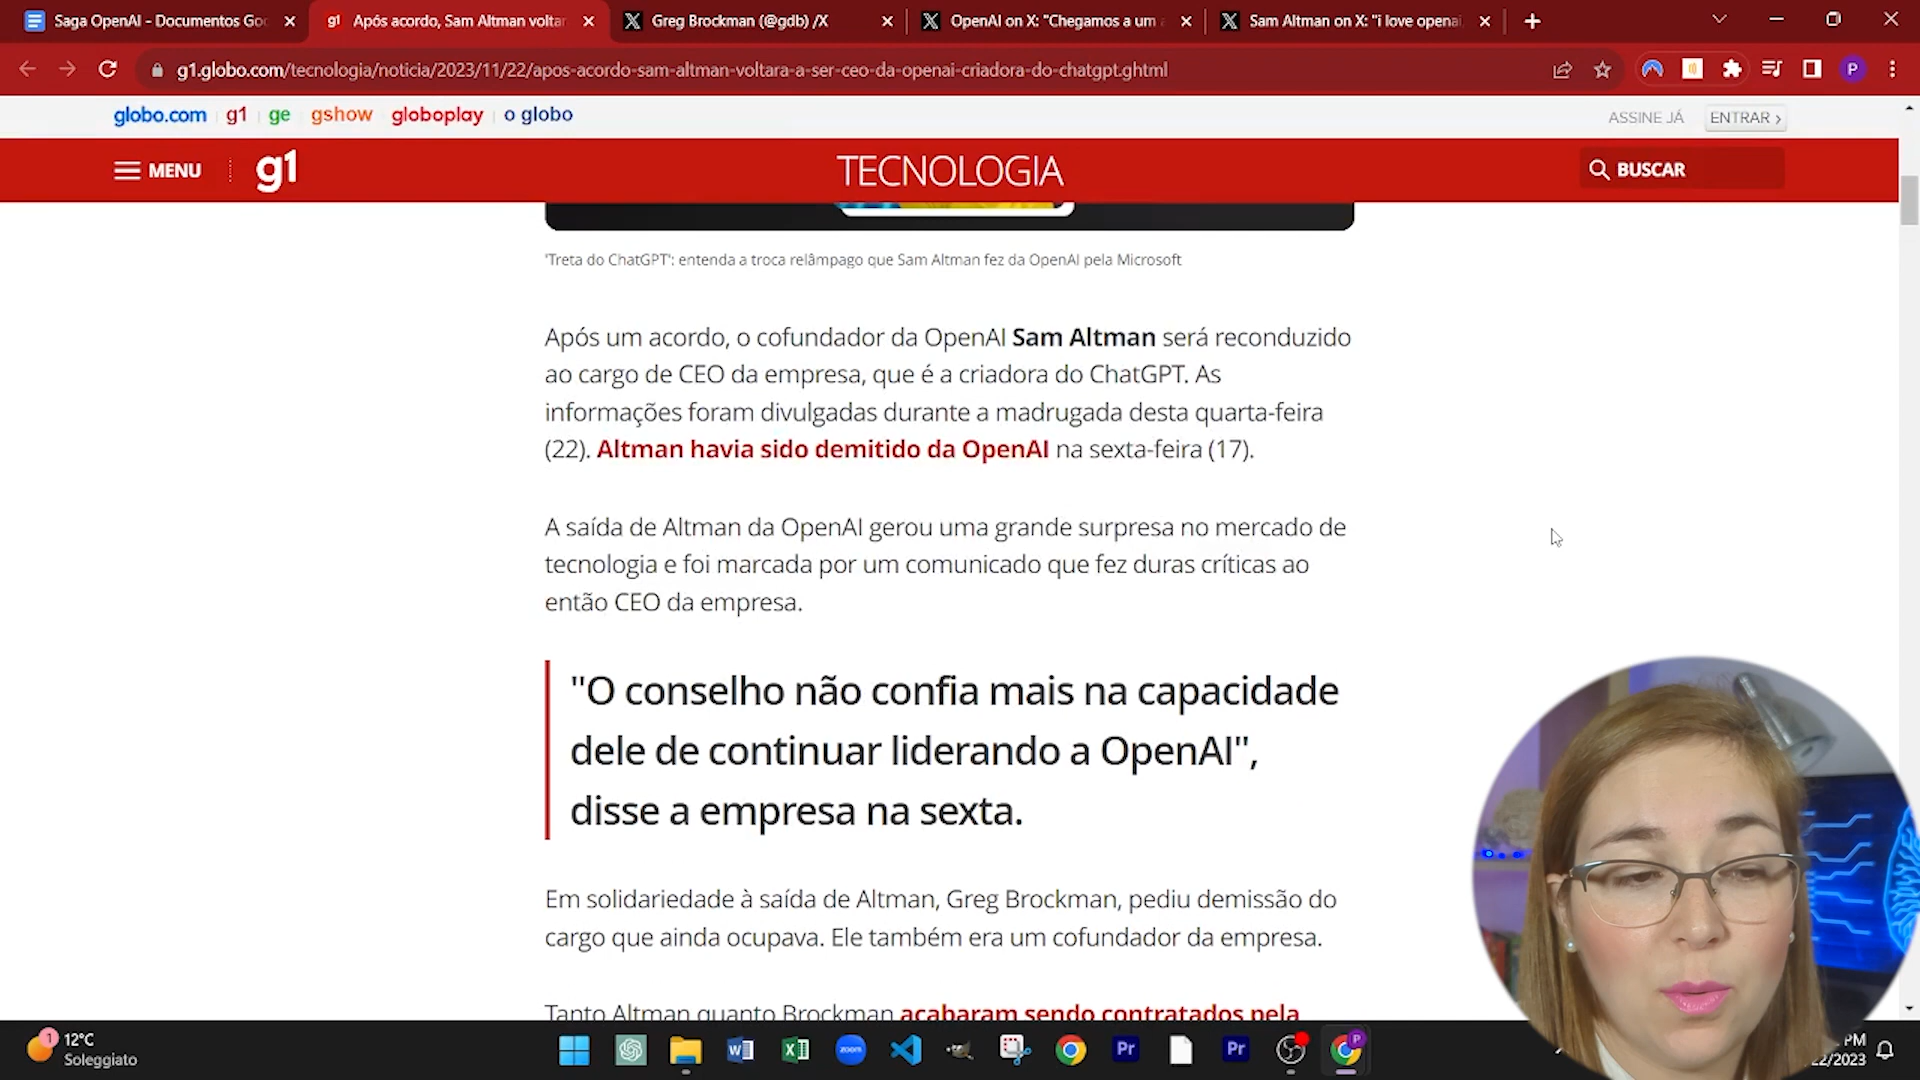 Saga OpenAI - Documentos Goo
Após acordo, Sam Altman voltar
Greg Brockman (@gdb) /X
OpenAI on X: "Chegamos a um a
Sam Altman on X: "i love openai,
g1.globo.com/tecnologia/noticia/2023/11/22/apos-acordo-sam-altman-voltara-a-ser-ceo-da-openai-criadora-do-chatgpt.ghtml
P
globo.com g1 ge gshow globoplay o globo
ASSINE JÁ
ENTRAR ›
MENU
g1
TECNOLOGIA
BUSCAR
'Treta do ChatGPT': entenda a troca relâmpago que Sam Altman fez da OpenAI pela Microsoft
Após um acordo, o cofundador da OpenAI Sam Altman será reconduzido
ao cargo de CEO da empresa, que é a criadora do ChatGPT. As
informações foram divulgadas durante a madrugada desta quarta-feira
(22). Altman havia sido demitido da OpenAI na sexta-feira (17).
A saída de Altman da OpenAI gerou uma grande surpresa no mercado de
tecnologia e foi marcada por um comunicado que fez duras críticas ao
então CEO da empresa.
"O conselho não confia mais na capacidade
dele de continuar liderando a OpenAI",
disse a empresa na sexta.
Em solidariedade à saída de Altman, Greg Brockman, pediu demissão do
cargo que ainda ocupava. Ele também era um cofundador da empresa.
Tanto Altman quanto Brockman acabaram sendo contratados pela
1
12°C
Soleggiato
zoom
Pr
Pr
P
PM
22/2023